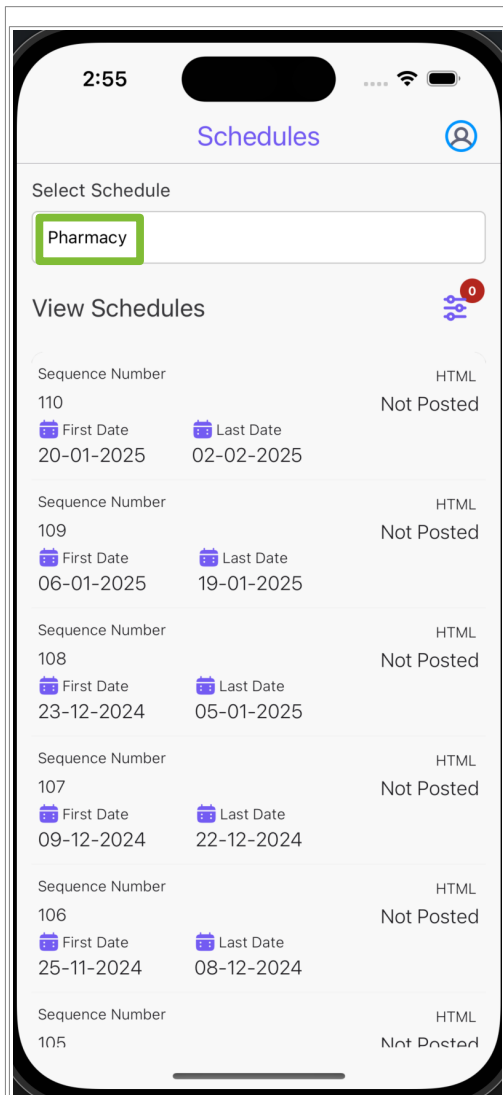 2:55
Schedules
Select Schedule
Pharmacy
View Schedules
0
Sequence Number HTML
110 Not Posted
First Date Last Date
20-01-2025 02-02-2025
Sequence Number HTML
109 Not Posted
First Date Last Date
06-01-2025 19-01-2025
Sequence Number HTML
108 Not Posted
First Date Last Date
23-12-2024 05-01-2025
Sequence Number HTML
107 Not Posted
First Date Last Date
09-12-2024 22-12-2024
Sequence Number HTML
106 Not Posted
First Date Last Date
25-11-2024 08-12-2024
Sequence Number HTML
105 Not Posted